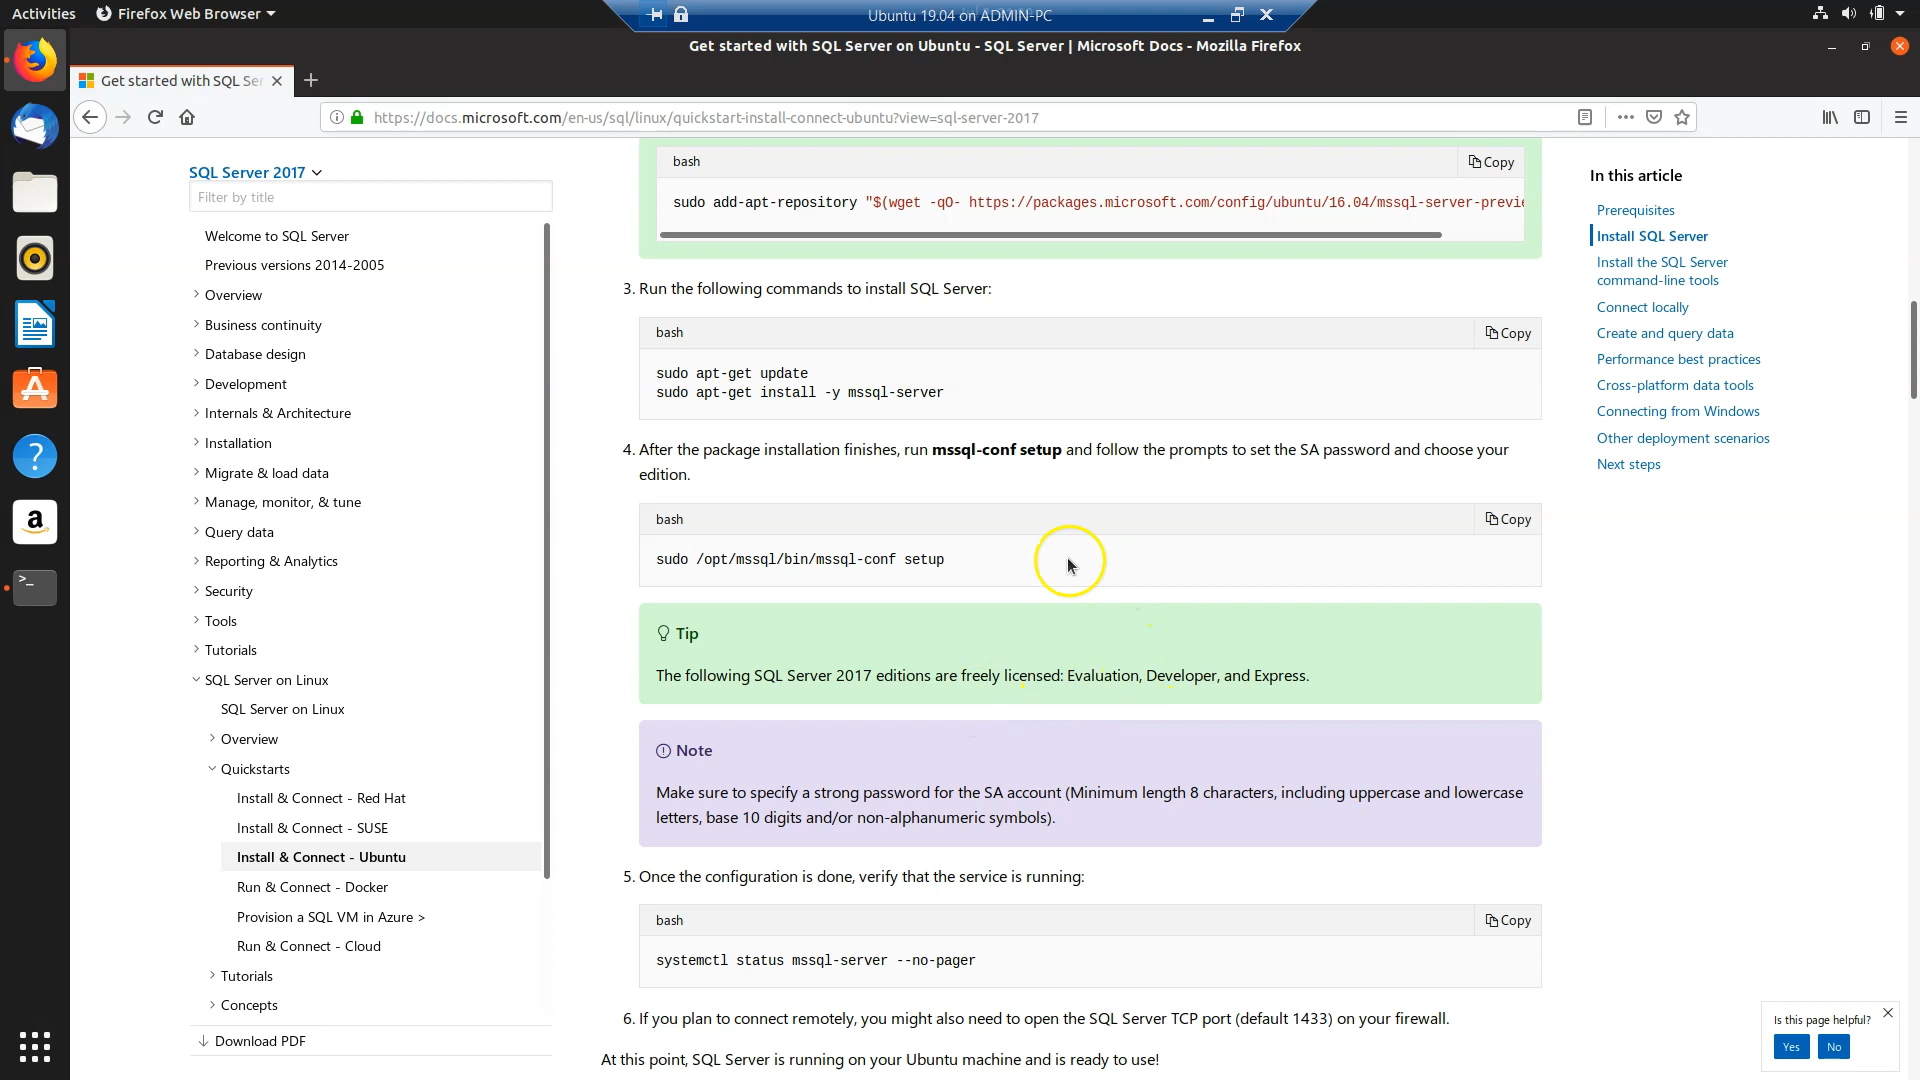 Activities
Firefox Web Browser
Ubuntu 19.04 on ADMIN-PC
Get started with SQL Server on Ubuntu - SQL Server | Microsoft Docs - Mozilla Firefox
Get started with SQL Ser
https://docs.microsoft.com/en-us/sql/linux/quickstart-install-connect-ubuntu?view=sql-server-2017
SQL Server 2017
Filter by title
Welcome to SQL Server
Previous versions 2014-2005
Overview
Business continuity
Database design
Development
Internals & Architecture
Installation
Migrate & load data
Manage, monitor, & tune
Query data
Reporting & Analytics
Security
Tools
Tutorials
SQL Server on Linux
SQL Server on Linux
Overview
Quickstarts
Install & Connect - Red Hat
Install & Connect - SUSE
Install & Connect - Ubuntu
Run & Connect - Docker
Provision a SQL VM in Azure >
Run & Connect - Cloud
Tutorials
Concepts
Download PDF
bash
Copy
sudo add-apt-repository "$(wget -qO- https://packages.microsoft.com/config/ubuntu/16.04/mssql-server-previe
3. Run the following commands to install SQL Server:
bash
Copy
sudo apt-get update
sudo apt-get install -y mssql-server
4. After the package installation finishes, run mssql-conf setup and follow the prompts to set the SA password and choose your
edition.
bash
Copy
sudo /opt/mssql/bin/mssql-conf setup
Tip
The following SQL Server 2017 editions are freely licensed: Evaluation, Developer, and Express.
Note
Make sure to specify a strong password for the SA account (Minimum length 8 characters, including uppercase and lowercase
letters, base 10 digits and/or non-alphanumeric symbols).
5. Once the configuration is done, verify that the service is running:
bash
Copy
systemctl status mssql-server --no-pager
6. If you plan to connect remotely, you might also need to open the SQL Server TCP port (default 1433) on your firewall.
At this point, SQL Server is running on your Ubuntu machine and is ready to use!
In this article
Prerequisites
Install SQL Server
Install the SQL Server
command-line tools
Connect locally
Create and query data
Performance best practices
Cross-platform data tools
Connecting from Windows
Other deployment scenarios
Next steps
Is this page helpful?
Yes
No